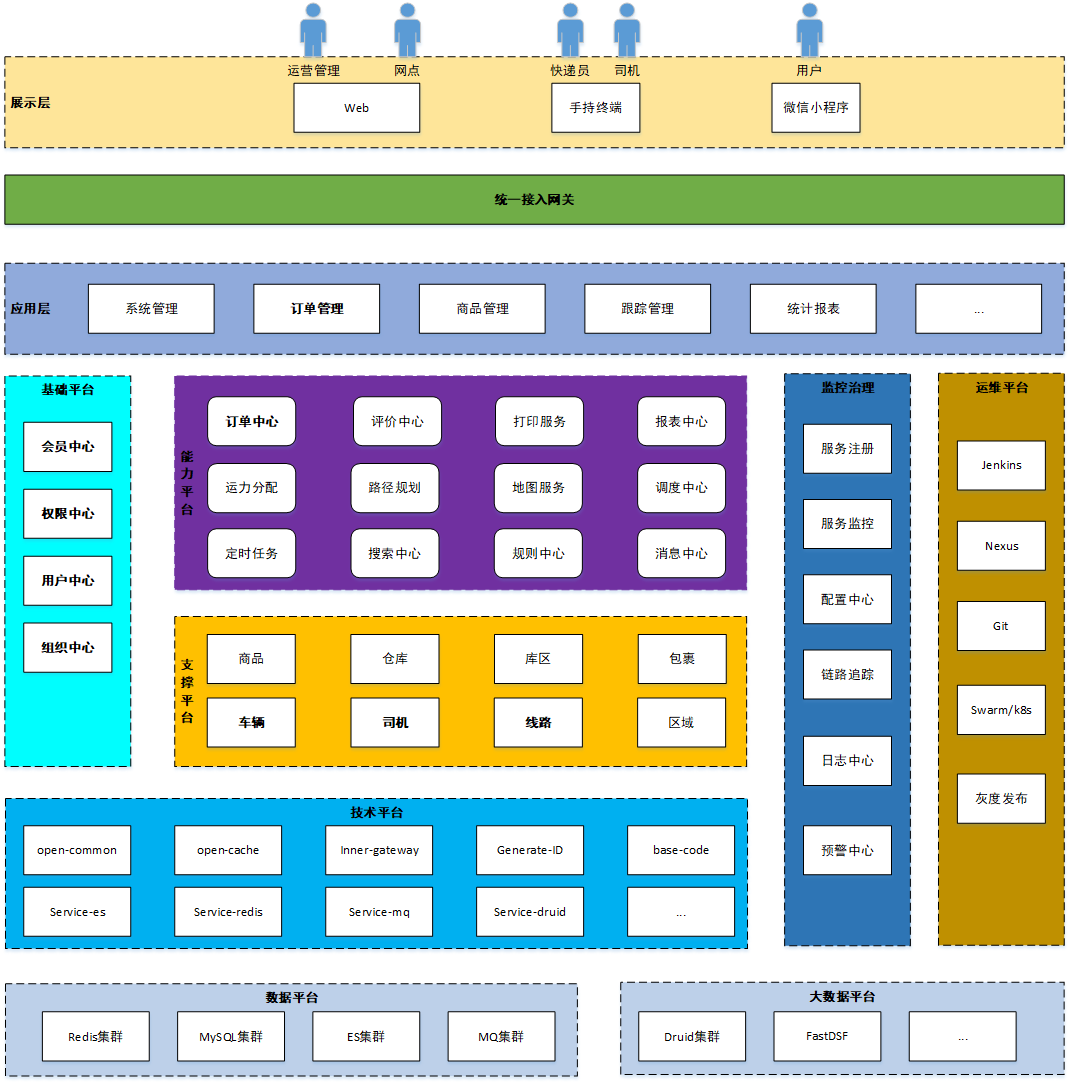 运营管理
网点
快递员
司机
用户
展示层
Web
手持终端
微信小程序
统一接入网关
应用层
系统管理
订单管理
商品管理
跟踪管理
统计报表
...
基础平台
会员中心
权限中心
用户中心
组织中心
能力平台
订单中心
评价中心
打印服务
报表中心
运力分配
路径规划
地图服务
调度中心
定时任务
搜索中心
规则中心
消息中心
支撑平台
商品
仓库
库区
包裹
车辆
司机
线路
区域
监控治理
服务注册
服务监控
配置中心
链路追踪
日志中心
预警中心
运维平台
Jenkins
Nexus
Git
Swarm/k8s
灰度发布
技术平台
open-common
open-cache
Inner-gateway
Generate-ID
base-code
Service-es
Service-redis
Service-mq
Service-druid
...
数据平台
Redis集群
MySQL集群
ES集群
MQ集群
大数据平台
Druid集群
FastDSF
...